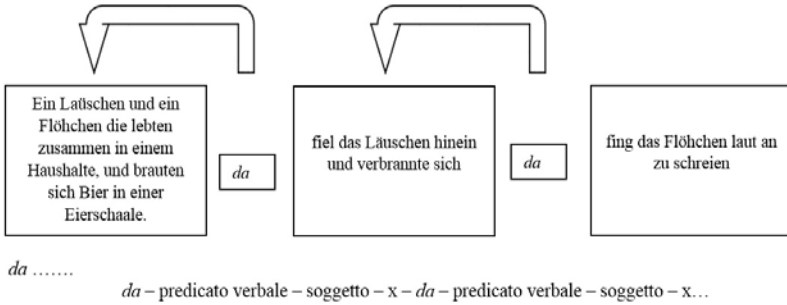 Ein Laüschen und ein
Flöhchen die lebten
zusammen in einem
Haushalte, und brauten
sich Bier in einer
Eierschaale.
da
fiel das Läuschen hinein
und verbrannte sich
da
fing das Flöhchen laut an
zu schreien
da …….
da – predicato verbale – soggetto – x – da – predicato verbale – soggetto – x…